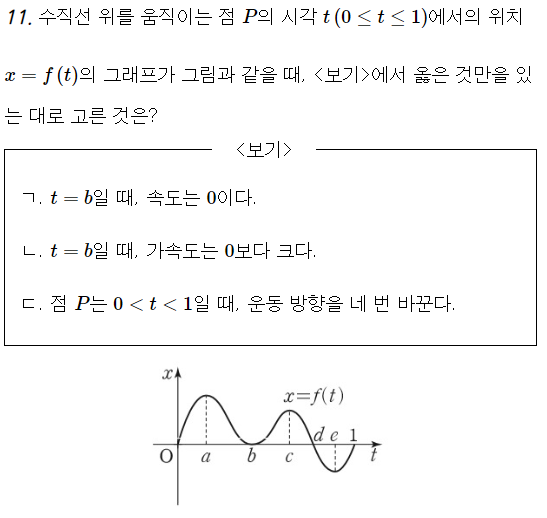 11. 수직선 위를 움직이는 점 P의 시각 t (0 ≤ t ≤ 1)에서의 위치
x = f (t)의 그래프가 그림과 같을 때, <보기>에서 옳은 것만을 있
는 대로 고른 것은?
<보기>
ㄱ. t = b일 때, 속도는 0이다.
ㄴ. t = b일 때, 가속도는 0보다 크다.
ㄷ. 점 P는 0 < t < 1일 때, 운동 방향을 네 번 바꾼다.
x
x=f(t)
d e 1
O a b c t